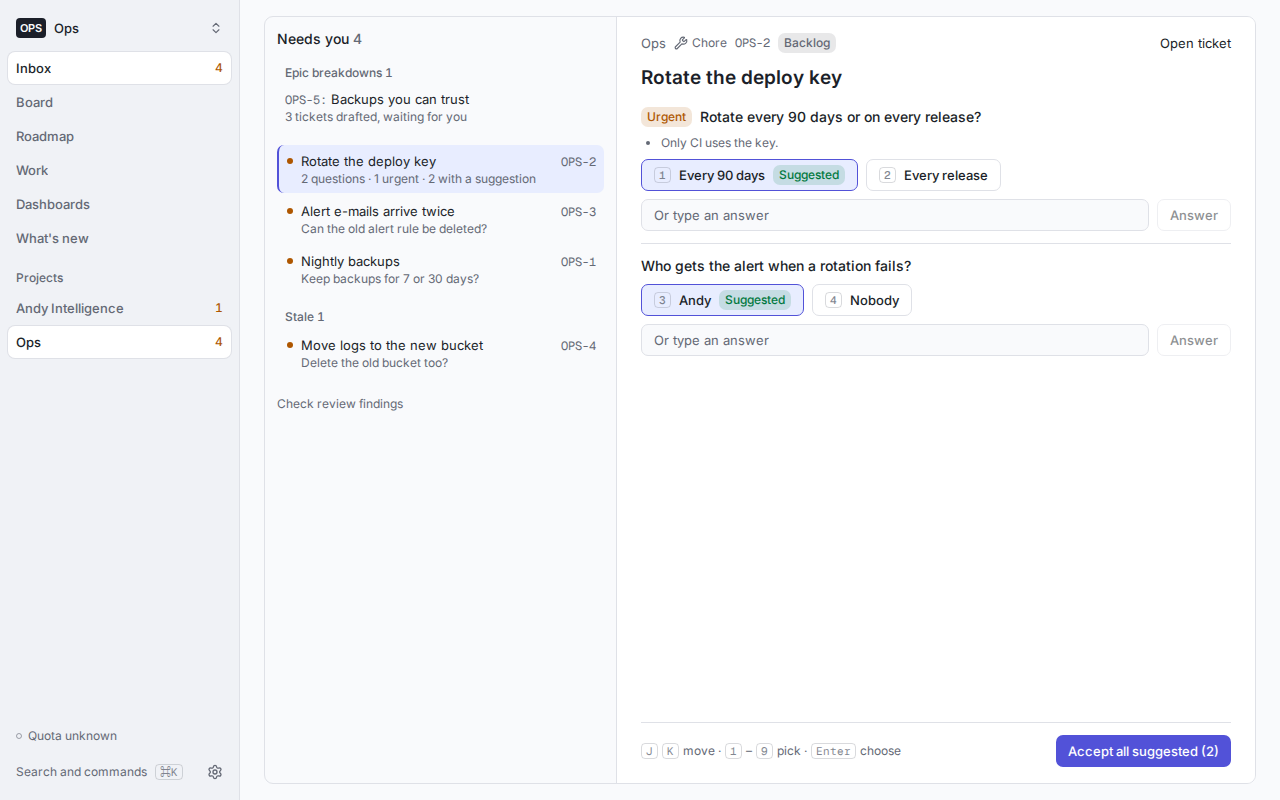 OPS Ops
Inbox 4
Board
Roadmap
Work
Dashboards
What's new
Projects
Andy Intelligence 1
Ops 4
Quota unknown
Search and commands ⌘K
Needs you 4
Epic breakdowns 1
OPS-5: Backups you can trust
3 tickets drafted, waiting for you
Rotate the deploy key OPS-2
2 questions · 1 urgent · 2 with a suggestion
Alert e-mails arrive twice OPS-3
Can the old alert rule be deleted?
Nightly backups OPS-1
Keep backups for 7 or 30 days?
Stale 1
Move logs to the new bucket OPS-4
Delete the old bucket too?
Check review findings
Ops Chore OPS-2 Backlog Open ticket
Rotate the deploy key
Urgent Rotate every 90 days or on every release?
• Only CI uses the key.
1 Every 90 days Suggested 2 Every release
Or type an answer Answer
Who gets the alert when a rotation fails?
3 Andy Suggested 4 Nobody
Or type an answer Answer
J K move · 1 – 9 pick · Enter choose Accept all suggested (2)